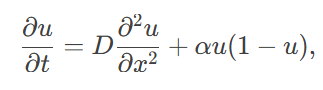 ∂u/∂t = D ∂²u/∂x² + αu(1 − u),